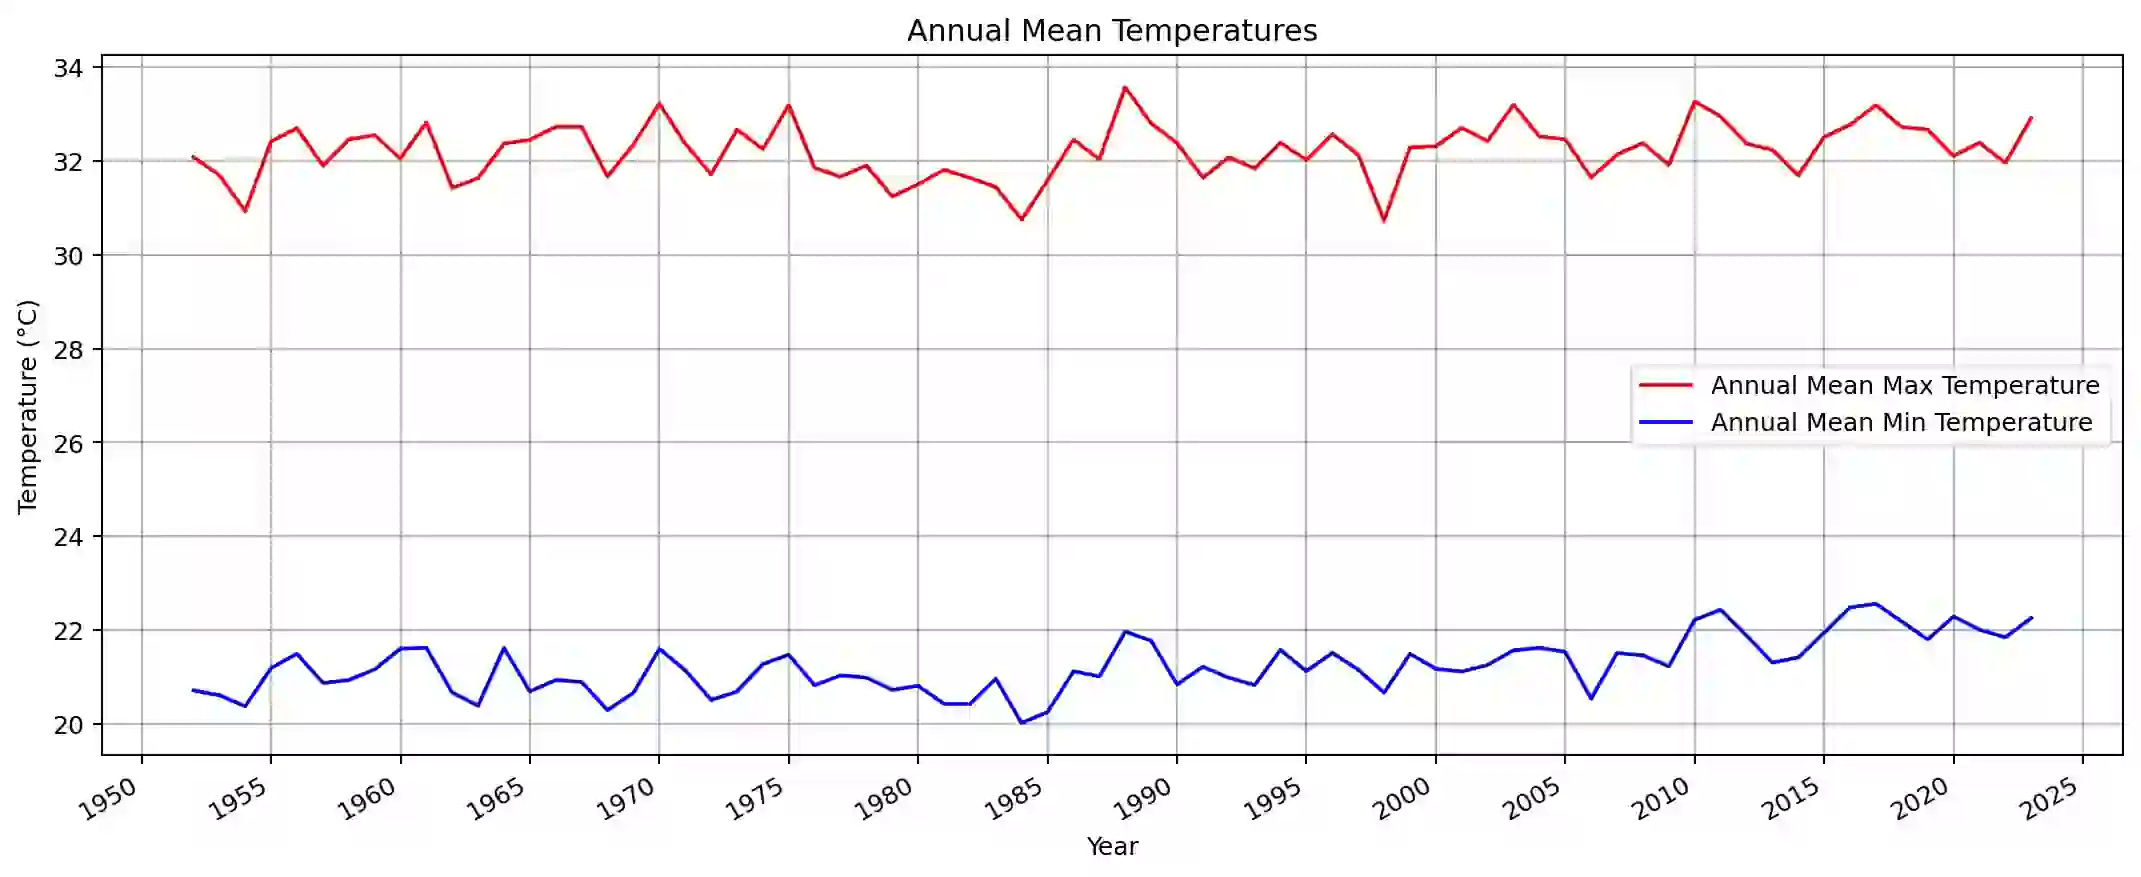 Annual Mean Temperatures
34
32
30
28
26
24
22
20
Temperature (°C)
Annual Mean Max Temperature
Annual Mean Min Temperature
1950 1955 1960 1965 1970 1975 1980 1985 1990 1995 2000 2005 2010 2015 2020 2025
Year